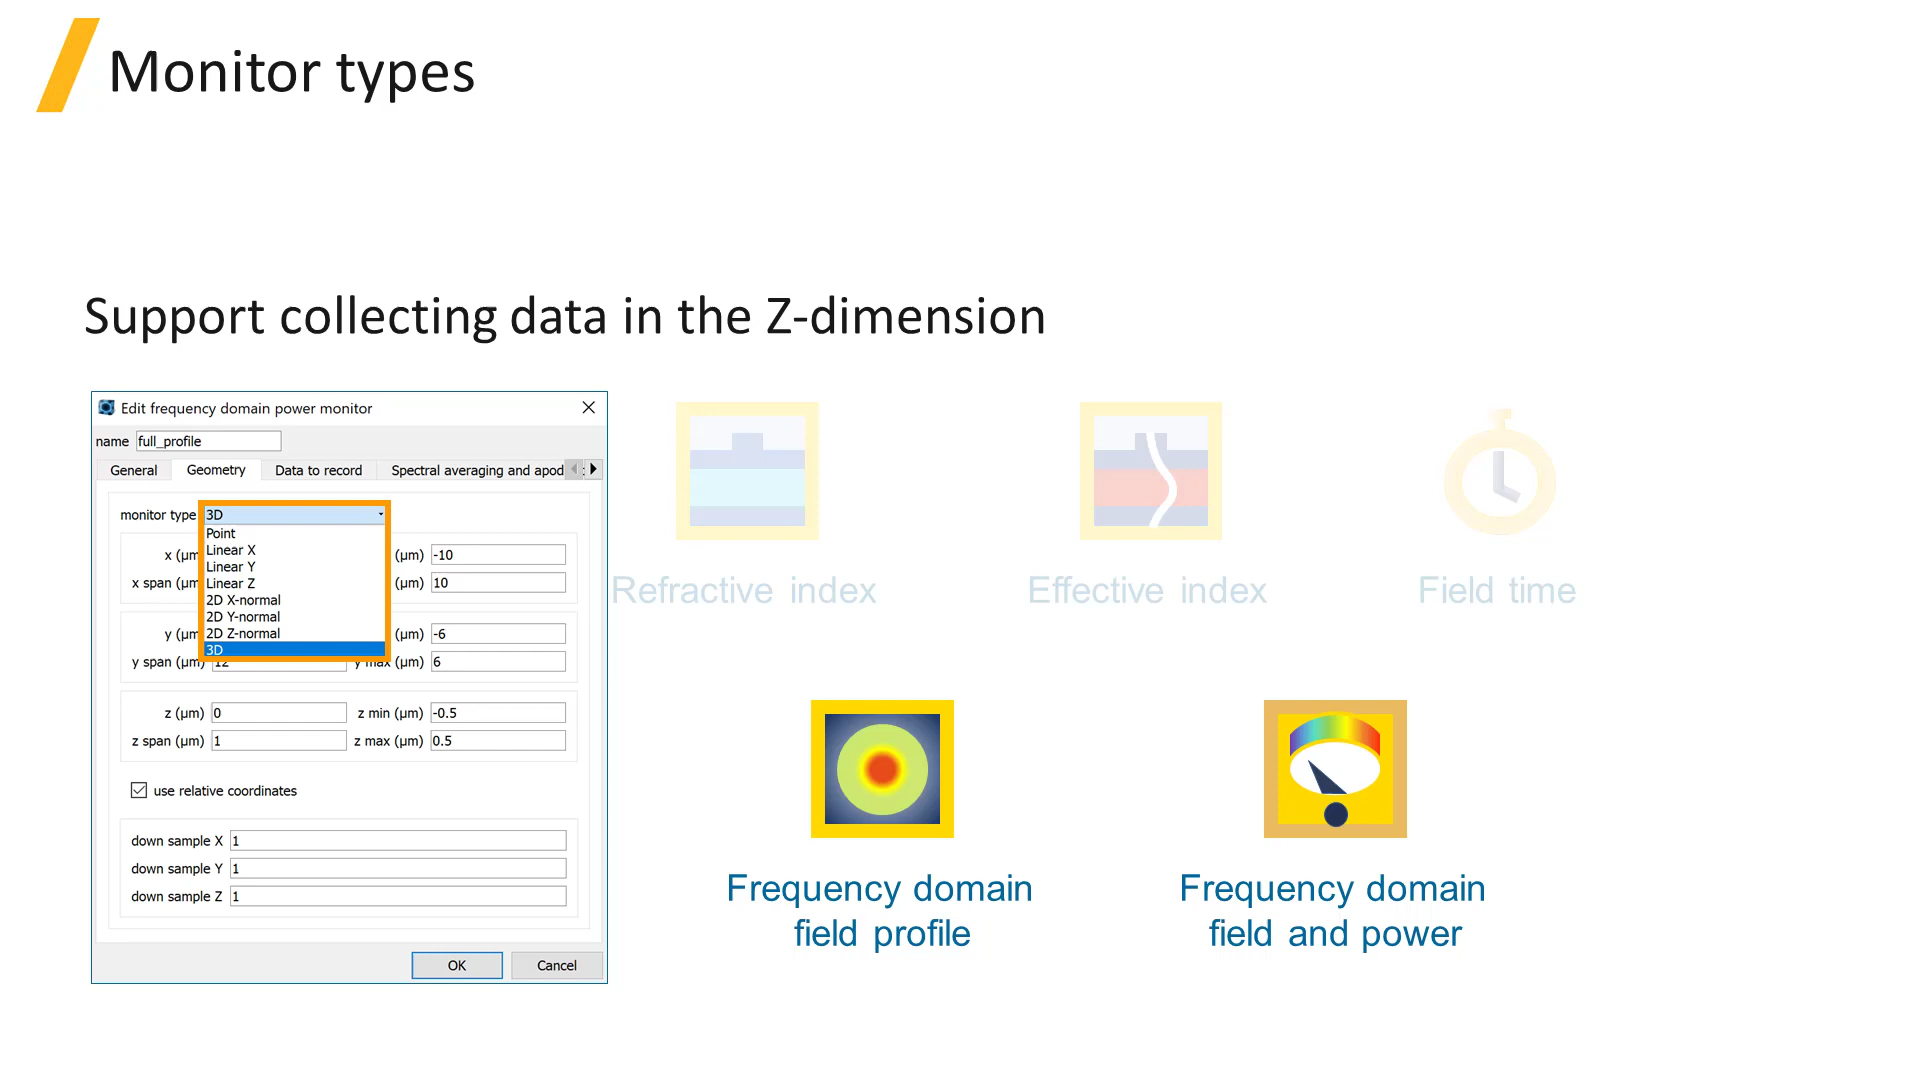 Monitor types
Support collecting data in the Z-dimension
Edit frequency domain power monitor
name full_profile
General Geometry Data to record Spectral averaging and apod
monitor type 3D
Point
Linear X
Linear Y
Linear Z
2D X-normal
2D Y-normal
2D Z-normal
3D
x (µm) (µm) -10
x span (µm) (µm) 10
y (µm) (µm) -6
y span (µm) 12 y max (µm) 6
z (µm) 0 z min (µm) -0.5
z span (µm) 1 z max (µm) 0.5
use relative coordinates
down sample X 1
down sample Y 1
down sample Z 1
OK Cancel
Refractive index
Effective index
Field time
Frequency domain
field profile
Frequency domain
field and power